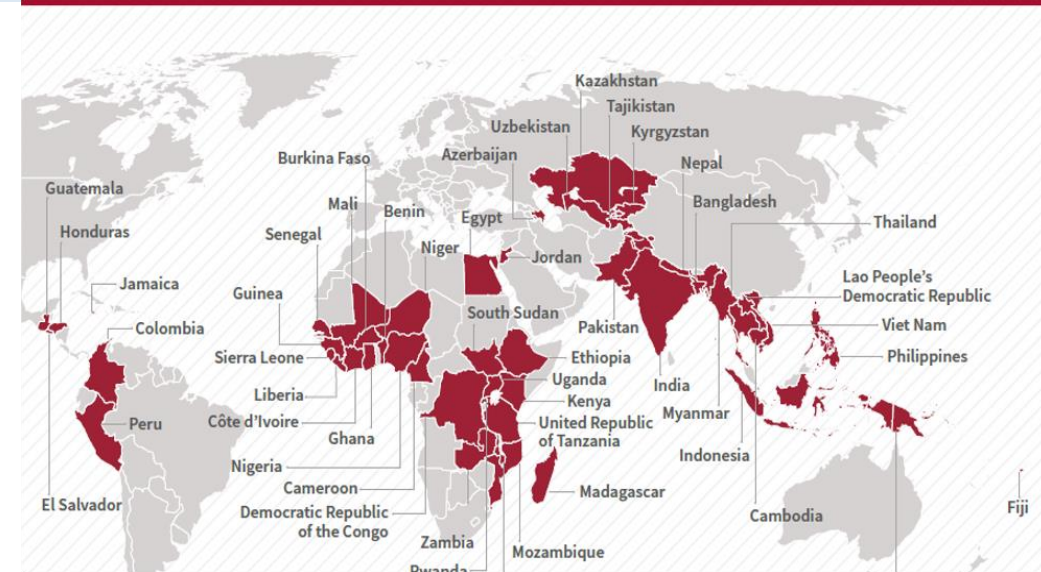 Kazakhstan
Tajikistan
Uzbekistan
Kyrgyzstan
Burkina Faso
Azerbaijan
Nepal
Guatemala
Mali
Benin
Egypt
Bangladesh
Honduras
Senegal
Niger
Jordan
Thailand
Jamaica
Guinea
South Sudan
Lao People's
Democratic Republic
Colombia
Pakistan
Viet Nam
Sierra Leone
Ethiopia
Philippines
Liberia
Uganda
India
Kenya
Myanmar
Peru
Côte d'Ivoire
Ghana
United Republic
of Tanzania
Indonesia
Nigeria
Cameroon
Madagascar
El Salvador
Democratic Republic
of the Congo
Cambodia
Fiji
Zambia
Mozambique
Rwanda